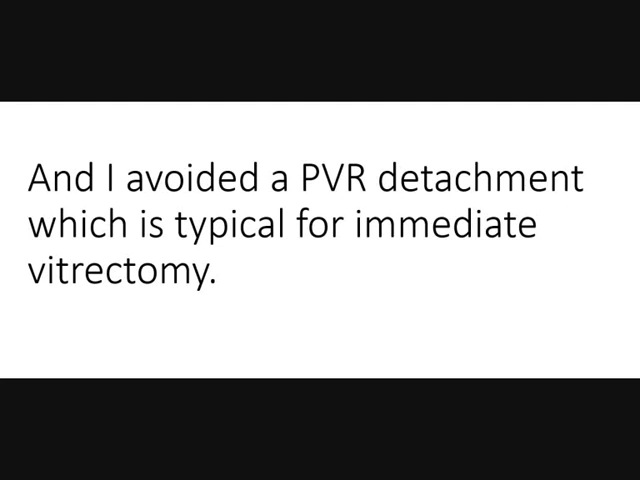 And I avoided a PVR detachment
which is typical for immediate
vitrectomy.